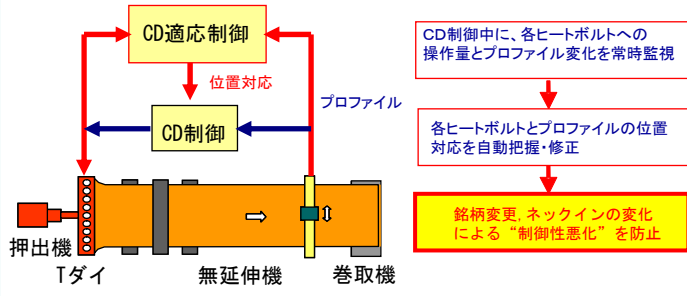 CD適応制御
位置対応
プロファイル
CD制御
押出機
Tダイ
無延伸機
巻取機
CD制御中に、各ヒートボルトへの
操作量とプロファイル変化を常時監視
各ヒートボルトとプロファイルの位置
対応を自動把握・修正
銘柄変更,ネックインの変化
による“制御性悪化”を防止